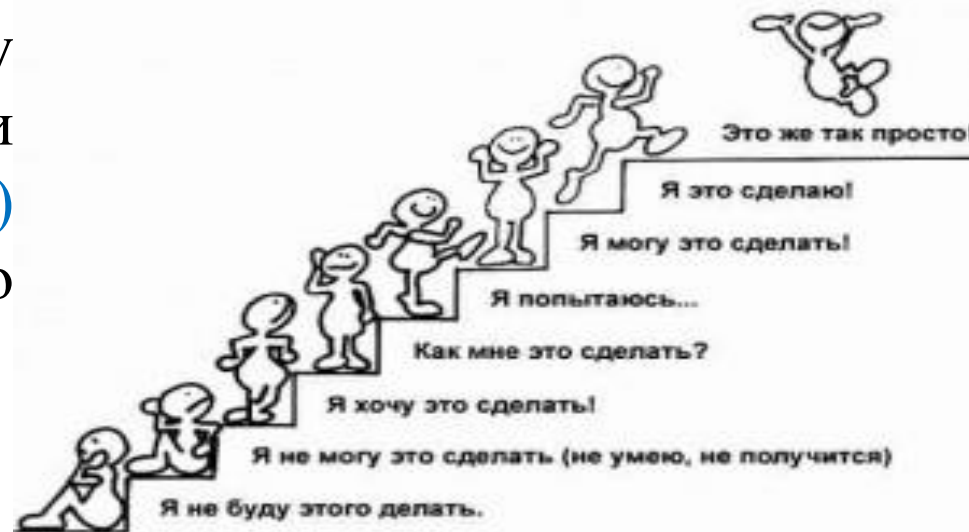 у
и
)
о
Это же так просто!
Я это сделаю!
Я могу это сделать!
Я попытаюсь...
Как мне это сделать?
Я хочу это сделать!
Я не могу это сделать (не умею, не получится)
Я не буду этого делать.